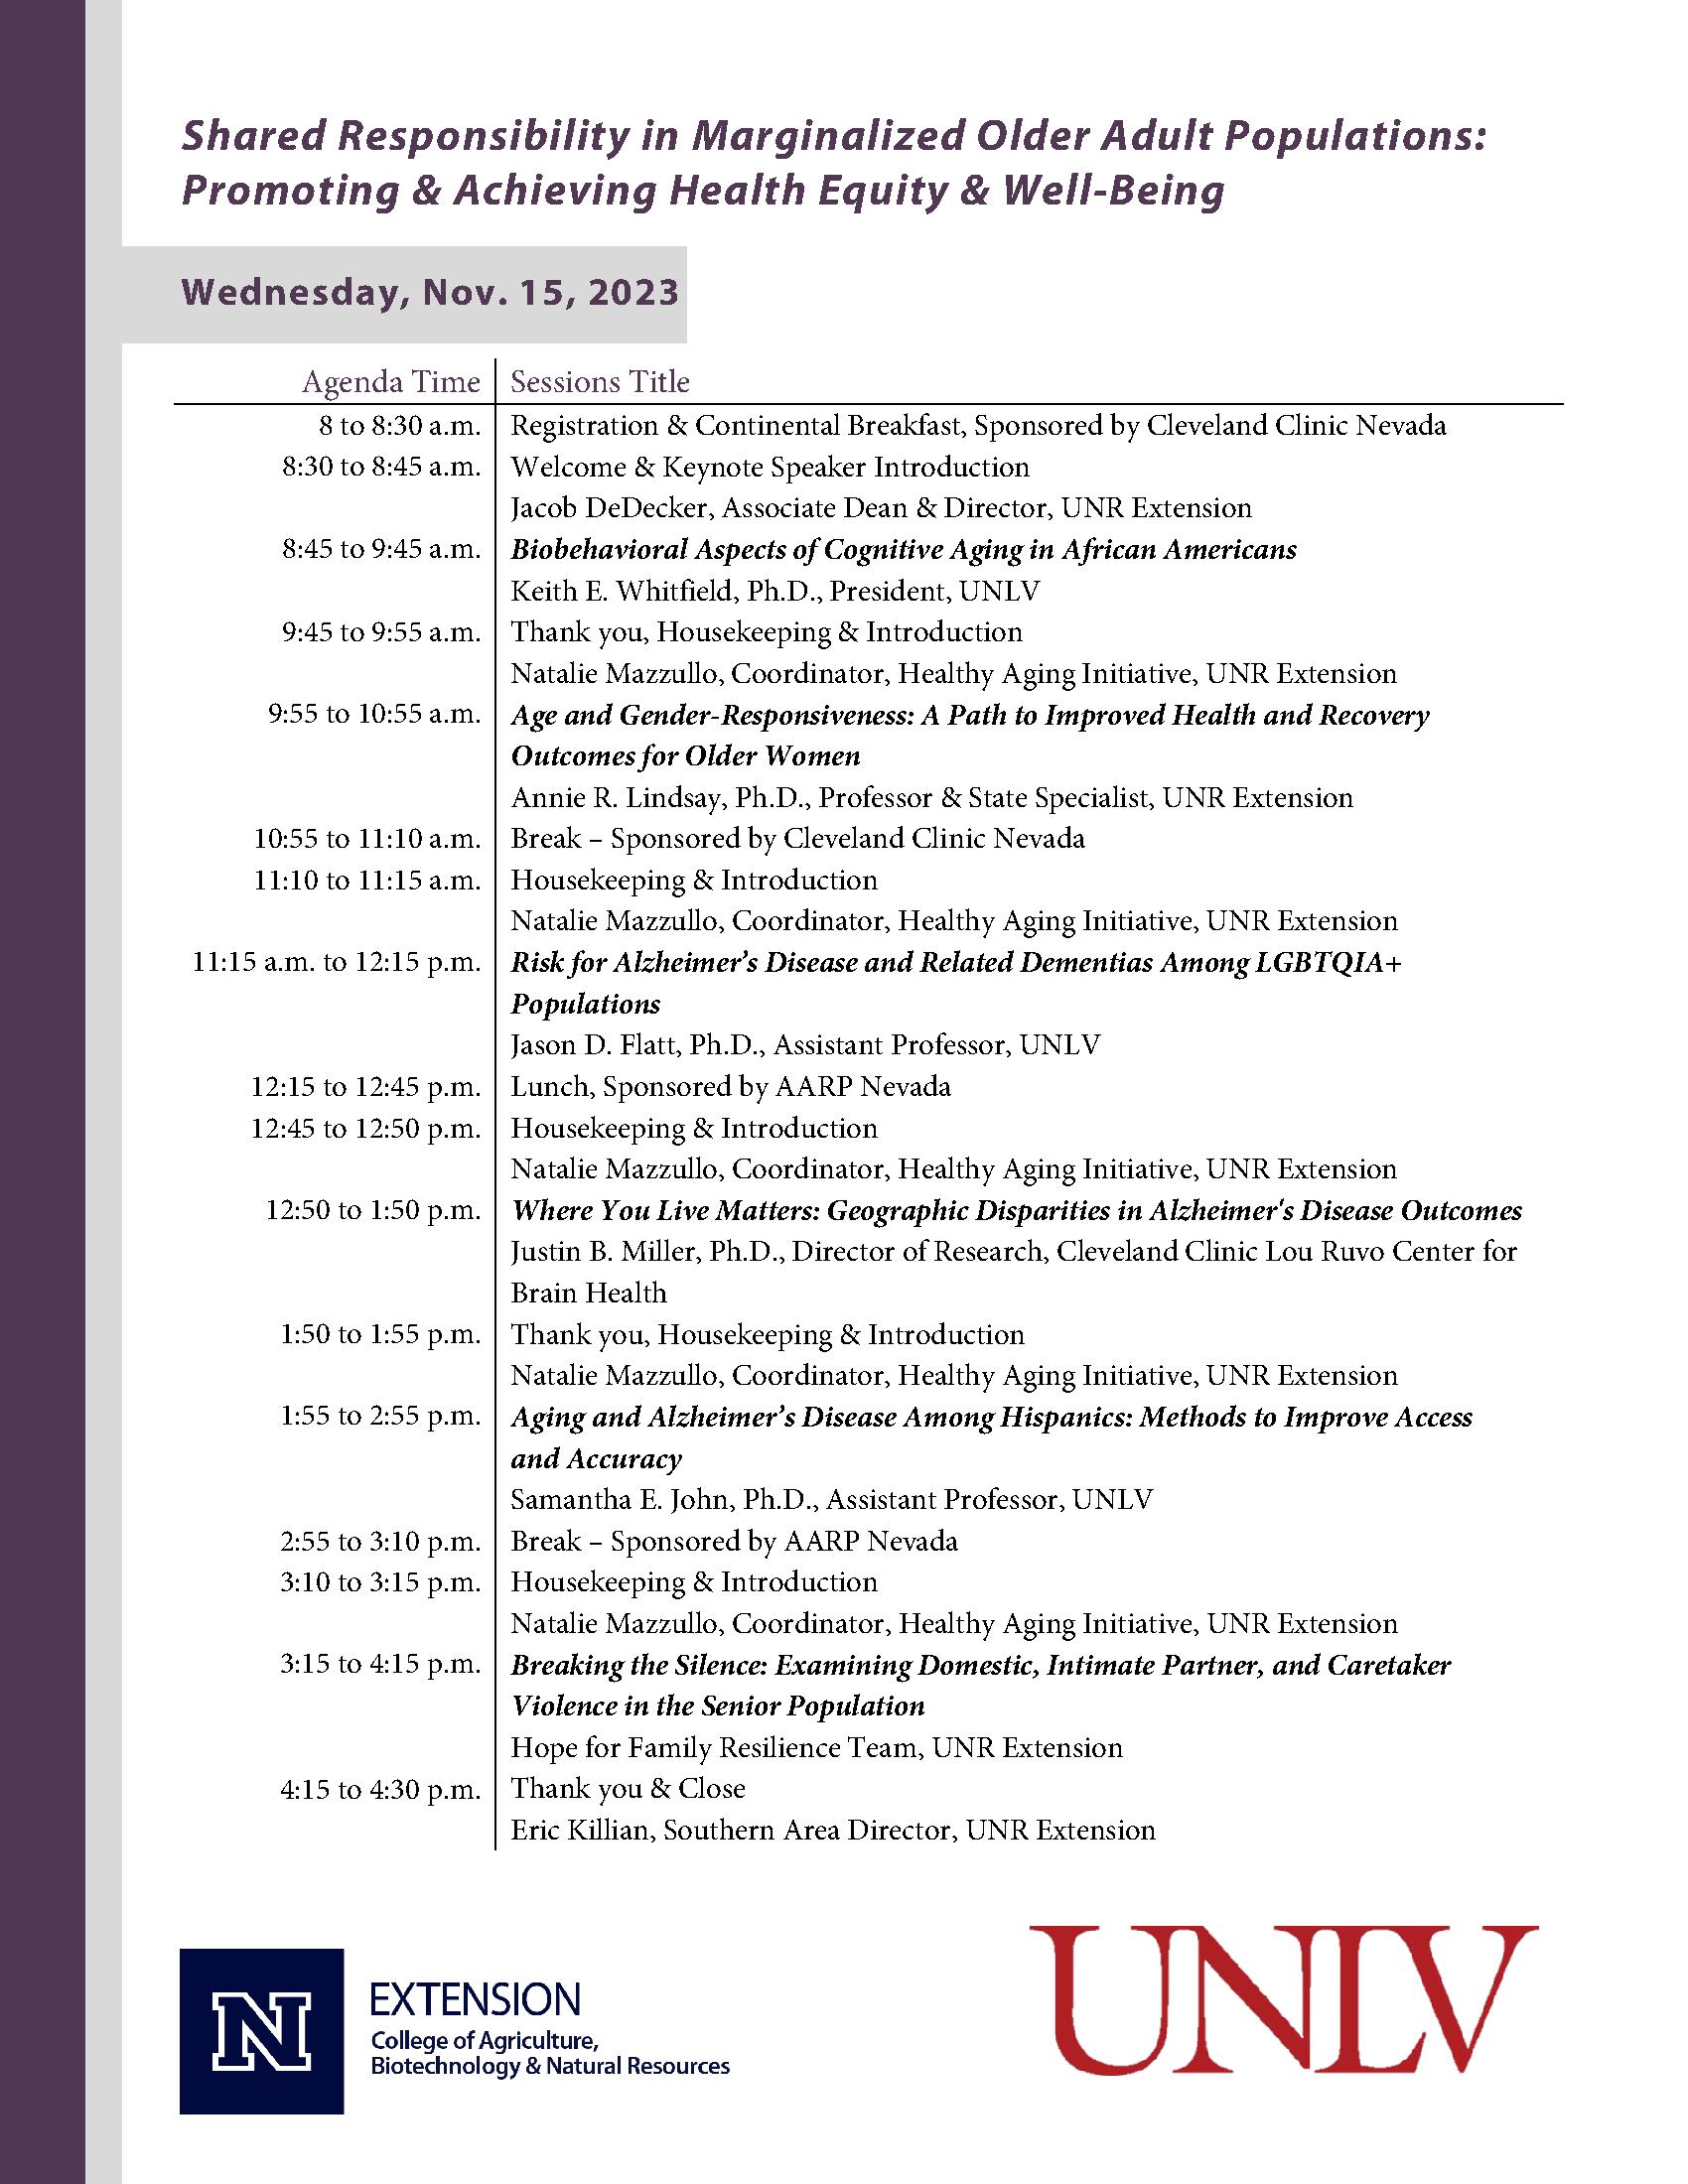 Shared Responsibility in Marginalized Older Adult Populations:
Promoting & Achieving Health Equity & Well-Being
Wednesday, Nov. 15, 2023
Agenda Time Sessions Title
8 to 8:30 a.m. Registration & Continental Breakfast, Sponsored by Cleveland Clinic Nevada
8:30 to 8:45 a.m. Welcome & Keynote Speaker Introduction
Jacob DeDecker, Associate Dean & Director, UNR Extension
8:45 to 9:45 a.m. Biobehavioral Aspects of Cognitive Aging in African Americans
Keith E. Whitfield, Ph.D., President, UNLV
9:45 to 9:55 a.m. Thank you, Housekeeping & Introduction
Natalie Mazzullo, Coordinator, Healthy Aging Initiative, UNR Extension
9:55 to 10:55 a.m. Age and Gender-Responsiveness: A Path to Improved Health and Recovery
Outcomes for Older Women
Annie R. Lindsay, Ph.D., Professor & State Specialist, UNR Extension
10:55 to 11:10 a.m. Break – Sponsored by Cleveland Clinic Nevada
11:10 to 11:15 a.m. Housekeeping & Introduction
Natalie Mazzullo, Coordinator, Healthy Aging Initiative, UNR Extension
11:15 a.m. to 12:15 p.m. Risk for Alzheimer’s Disease and Related Dementias Among LGBTQIA+
Populations
Jason D. Flatt, Ph.D., Assistant Professor, UNLV
12:15 to 12:45 p.m. Lunch, Sponsored by AARP Nevada
12:45 to 12:50 p.m. Housekeeping & Introduction
Natalie Mazzullo, Coordinator, Healthy Aging Initiative, UNR Extension
12:50 to 1:50 p.m. Where You Live Matters: Geographic Disparities in Alzheimer's Disease Outcomes
Justin B. Miller, Ph.D., Director of Research, Cleveland Clinic Lou Ruvo Center for
Brain Health
1:50 to 1:55 p.m. Thank you, Housekeeping & Introduction
Natalie Mazzullo, Coordinator, Healthy Aging Initiative, UNR Extension
1:55 to 2:55 p.m. Aging and Alzheimer’s Disease Among Hispanics: Methods to Improve Access
and Accuracy
Samantha E. John, Ph.D., Assistant Professor, UNLV
2:55 to 3:10 p.m. Break – Sponsored by AARP Nevada
3:10 to 3:15 p.m. Housekeeping & Introduction
Natalie Mazzullo, Coordinator, Healthy Aging Initiative, UNR Extension
3:15 to 4:15 p.m. Breaking the Silence: Examining Domestic, Intimate Partner, and Caretaker
Violence in the Senior Population
Hope for Family Resilience Team, UNR Extension
4:15 to 4:30 p.m. Thank you & Close
Eric Killian, Southern Area Director, UNR Extension
N
EXTENSION
College of Agriculture,
Biotechnology & Natural Resources
UNLV